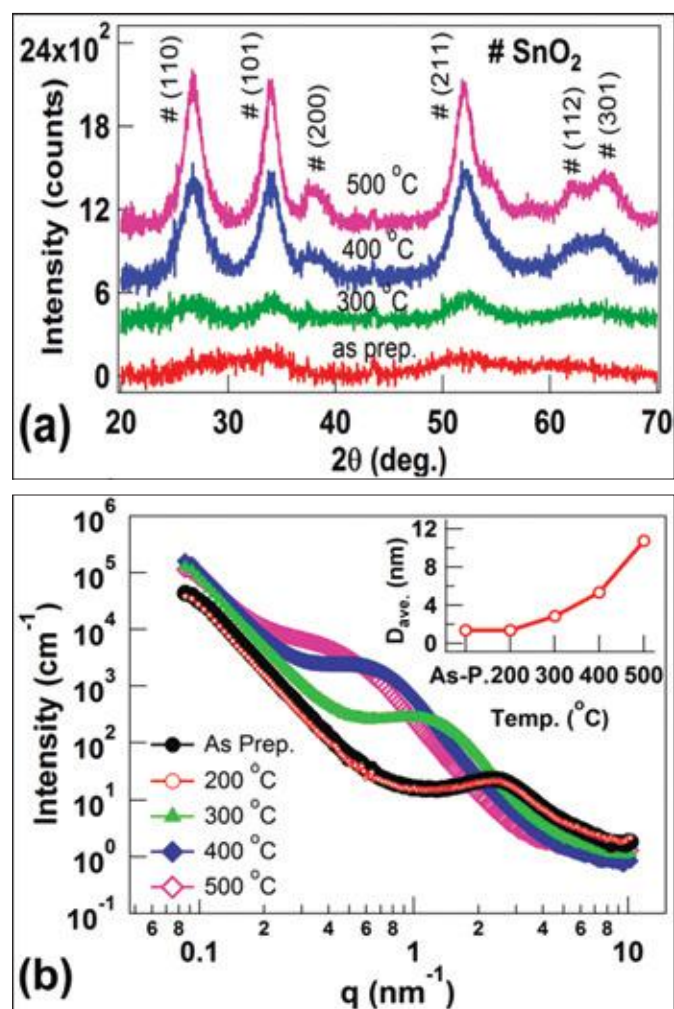 24x10²
# (110)
# (101)
# (200)
# (211)
# SnO₂
# (112)
# (301)
18
12
6
0
500 °C
400 °C
300 °C
as prep.
Intensity (counts)
20 30 40 50 60 70
2θ (deg.)
(a)
10⁶
10⁵
10⁴
10³
10²
10¹
10⁰
10⁻¹
Intensity (cm⁻¹)
12
8
4
0
D_ave. (nm)
As-P. 200 300 400 500
Temp. (°C)
As Prep.
200 °C
300 °C
400 °C
500 °C
6 8 2 4 6 8 2 4 6 8
0.1 1 10
q (nm⁻¹)
(b)